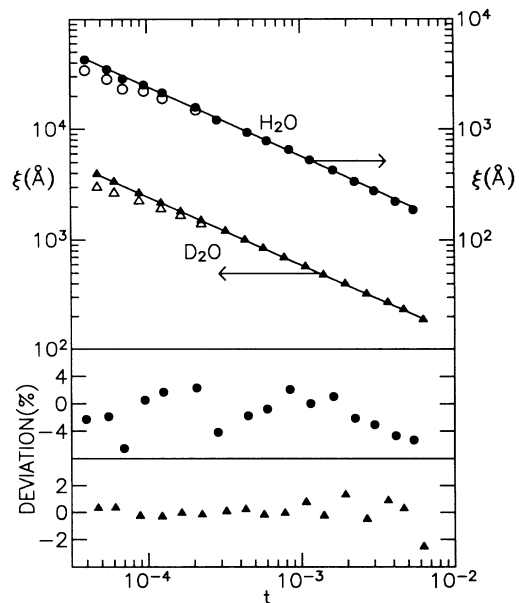 10⁴
H₂O
10⁴
10³
ξ(Å)
ξ(Å)
10³
D₂O
10²
10²
4
0
−4
DEVIATION(%)
2
0
−2
10⁻⁴
10⁻³
10⁻²
t